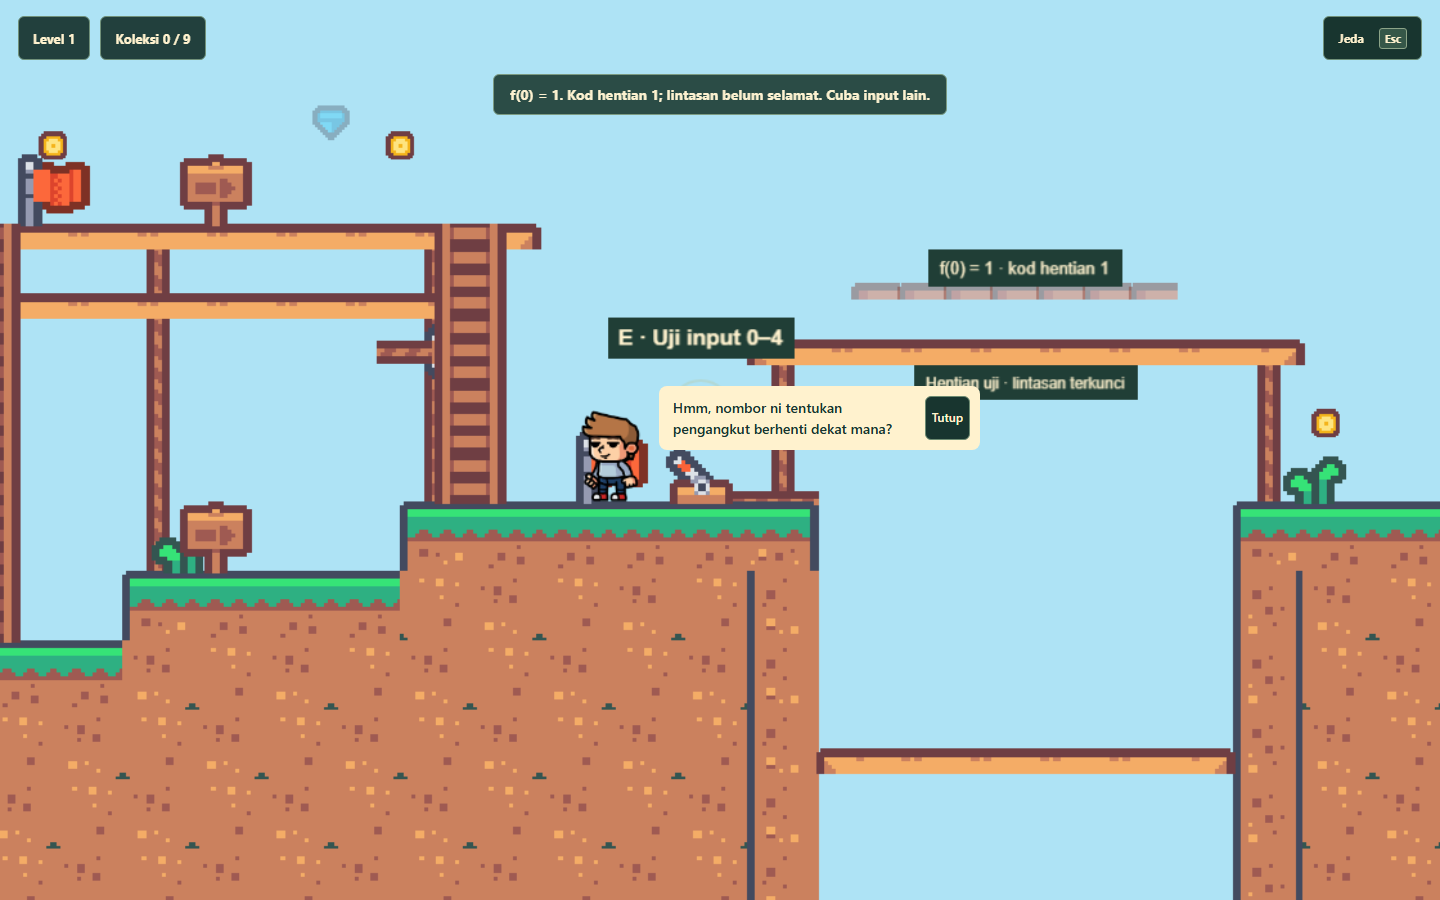 Level 1
Koleksi 0 / 9
Jeda
Esc
f(0) = 1. Kod hentian 1; lintasan belum selamat. Cuba input lain.
f(0) = 1 · kod hentian 1
E · Uji input 0–4
Hentian uji · lintasan terkunci
Hmm, nombor ni tentukan
pengangkut berhenti dekat mana?
Tutup